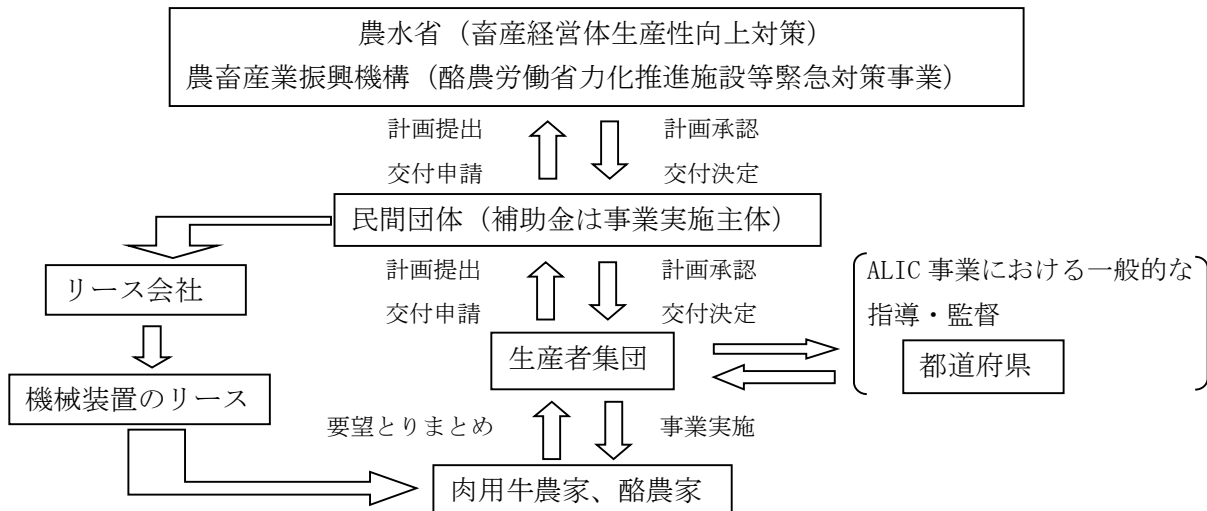 農水省（畜産経営体生産性向上対策）
農畜産業振興機構（酪農労働省力化推進施設等緊急対策事業）
計画提出
交付申請
計画承認
交付決定
民間団体（補助金は事業実施主体）
リース会社
計画提出
交付申請
計画承認
交付決定
ALIC 事業における一般的な
指導・監督
都道府県
生産者集団
機械装置のリース
要望とりまとめ
事業実施
肉用牛農家、酪農家